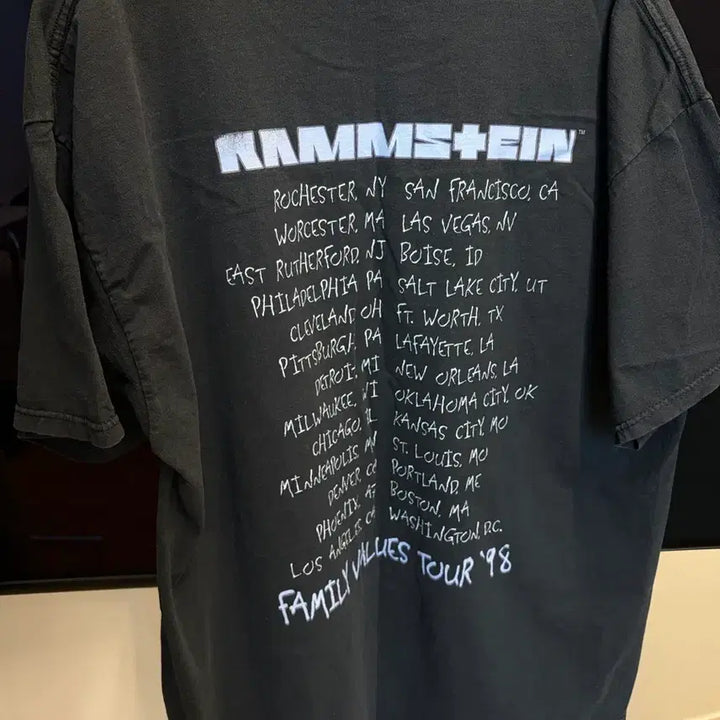 RAMMSTEIN™
ROCHESTER, NY
WORCESTER, MA
EAST RUTHERFORD, NJ
PHILADELPHIA PA
CLEVELAND OH
PITTSBURGH, PA
DETROIT, MI
MILWAUKEE, WI
CHICAGO, IL
MINNEAPOLIS, MN
DENVER, CO
PHOENIX, AZ
LOS ANGELES, CA
SAN FRANCISCO, CA
LAS VEGAS, NV
BOISE, ID
SALT LAKE CITY, UT
FT. WORTH, TX
LAFAYETTE, LA
NEW ORLEANS, LA
OKLAHOMA CITY, OK
KANSAS CITY, MO
ST. LOUIS, MO
PORTLAND, ME
BOSTON, MA
WASHINGTON, D.C.
FAMILY VALUES TOUR '98